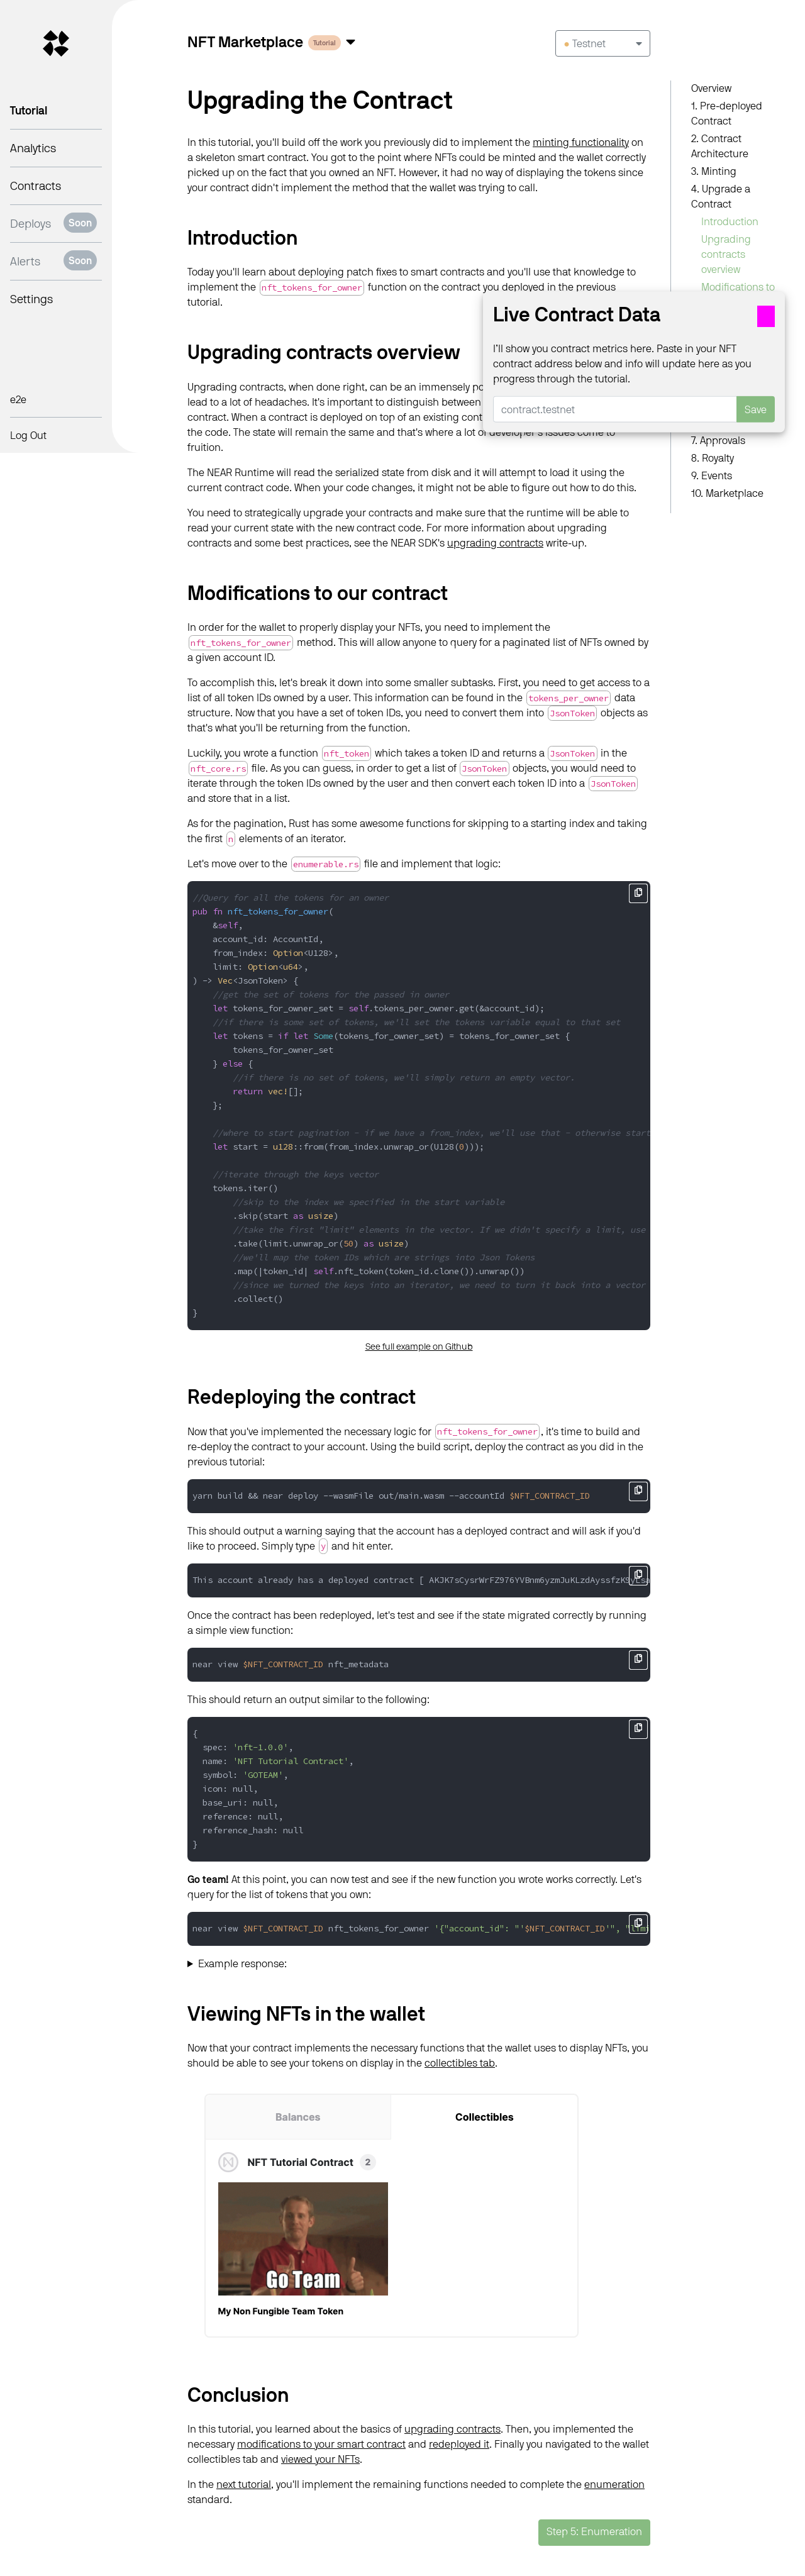 Tutorial
Analytics
Contracts
Deploys Soon
Alerts Soon
Settings
e2e
Log Out
NFT Marketplace Tutorial
Testnet
Upgrading the Contract
In this tutorial, you'll build off the work you previously did to implement the minting functionality on
a skeleton smart contract. You got to the point where NFTs could be minted and the wallet correctly
picked up on the fact that you owned an NFT. However, it had no way of displaying the tokens since
your contract didn't implement the method that the wallet was trying to call.
Introduction
Today you'll learn about deploying patch fixes to smart contracts and you'll use that knowledge to
implement the nft_tokens_for_owner function on the contract you deployed in the previous
tutorial.
Upgrading contracts overview
Upgrading contracts, when done right, can be an immensely po
lead to a lot of headaches. It's important to distinguish between
contract. When a contract is deployed on top of an existing cont
the code. The state will remain the same and that's where a lot of developer's issues come to
fruition.
The NEAR Runtime will read the serialized state from disk and it will attempt to load it using the
current contract code. When your code changes, it might not be able to figure out how to do this.
You need to strategically upgrade your contracts and make sure that the runtime will be able to
read your current state with the new contract code. For more information about upgrading
contracts and some best practices, see the NEAR SDK's upgrading contracts write-up.
Modifications to our contract
In order for the wallet to properly display your NFTs, you need to implement the
nft_tokens_for_owner method. This will allow anyone to query for a paginated list of NFTs owned by
a given account ID.
To accomplish this, let's break it down into some smaller subtasks. First, you need to get access to a
list of all token IDs owned by a user. This information can be found in the tokens_per_owner data
structure. Now that you have a set of token IDs, you need to convert them into JsonToken objects as
that's what you'll be returning from the function.
Luckily, you wrote a function nft_token which takes a token ID and returns a JsonToken in the
nft_core.rs file. As you can guess, in order to get a list of JsonToken objects, you would need to
iterate through the token IDs owned by the user and then convert each token ID into a JsonToken
and store that in a list.
As for the pagination, Rust has some awesome functions for skipping to a starting index and taking
the first n elements of an iterator.
Let's move over to the enumerable.rs file and implement that logic:
//Query for all the tokens for an owner
pub fn nft_tokens_for_owner(
&self,
account_id: AccountId,
from_index: Option<U128>,
limit: Option<u64>,
) -> Vec<JsonToken> {
//get the set of tokens for the passed in owner
let tokens_for_owner_set = self.tokens_per_owner.get(&account_id);
//if there is some set of tokens, we'll set the tokens variable equal to that set
let tokens = if let Some(tokens_for_owner_set) = tokens_for_owner_set {
tokens_for_owner_set
} else {
//if there is no set of tokens, we'll simply return an empty vector.
return vec![];
};
//where to start pagination - if we have a from_index, we'll use that - otherwise start
let start = u128::from(from_index.unwrap_or(U128(0)));
//iterate through the keys vector
tokens.iter()
//skip to the index we specified in the start variable
.skip(start as usize)
//take the first "limit" elements in the vector. If we didn't specify a limit, use
.take(limit.unwrap_or(50) as usize)
//we'll map the token IDs which are strings into Json Tokens
.map(|token_id| self.nft_token(token_id.clone()).unwrap())
//since we turned the keys into an iterator, we need to turn it back into a vector
.collect()
}
See full example on Github
Redeploying the contract
Now that you've implemented the necessary logic for nft_tokens_for_owner, it's time to build and
re-deploy the contract to your account. Using the build script, deploy the contract as you did in the
previous tutorial:
yarn build && near deploy --wasmFile out/main.wasm --accountId $NFT_CONTRACT_ID
This should output a warning saying that the account has a deployed contract and will ask if you'd
like to proceed. Simply type y and hit enter.
This account already has a deployed contract [
Once the contract has been redeployed, let's test and see if the state migrated correctly by running
a simple view function:
near view $NFT_CONTRACT_ID nft_metadata
This should return an output similar to the following:
{
spec: 'nft-1.0.0',
name: 'NFT Tutorial Contract',
symbol: 'GOTEAM',
icon: null,
base_uri: null,
reference: null,
reference_hash: null
}
Go team! At this point, you can now test and see if the new function you wrote works correctly. Let's
query for the list of tokens that you own:
near view $NFT_CONTRACT_ID nft_tokens_for_owner '{"account_id": "'$NFT_CONTRACT_ID'",
Example response:
Viewing NFTs in the wallet
Now that your contract implements the necessary functions that the wallet uses to display NFTs, you
should be able to see your tokens on display in the collectibles tab.
Balances
Collectibles
NFT Tutorial Contract 2
Go Team
My Non Fungible Team Token
Conclusion
In this tutorial, you learned about the basics of upgrading contracts. Then, you implemented the
necessary modifications to your smart contract and redeployed it. Finally you navigated to the wallet
collectibles tab and viewed your NFTs.
In the next tutorial, you'll implement the remaining functions needed to complete the enumeration
standard.
Step 5: Enumeration
Overview
1. Pre-deployed
Contract
2. Contract
Architecture
3. Minting
4. Upgrade a
Contract
Introduction
Upgrading
contracts
overview
Modifications to
Live Contract Data
I'll show you contract metrics here. Paste in your NFT
contract address below and info will update here as you
progress through the tutorial.
contract.testnet
Save
7. Approvals
8. Royalty
9. Events
10. Marketplace